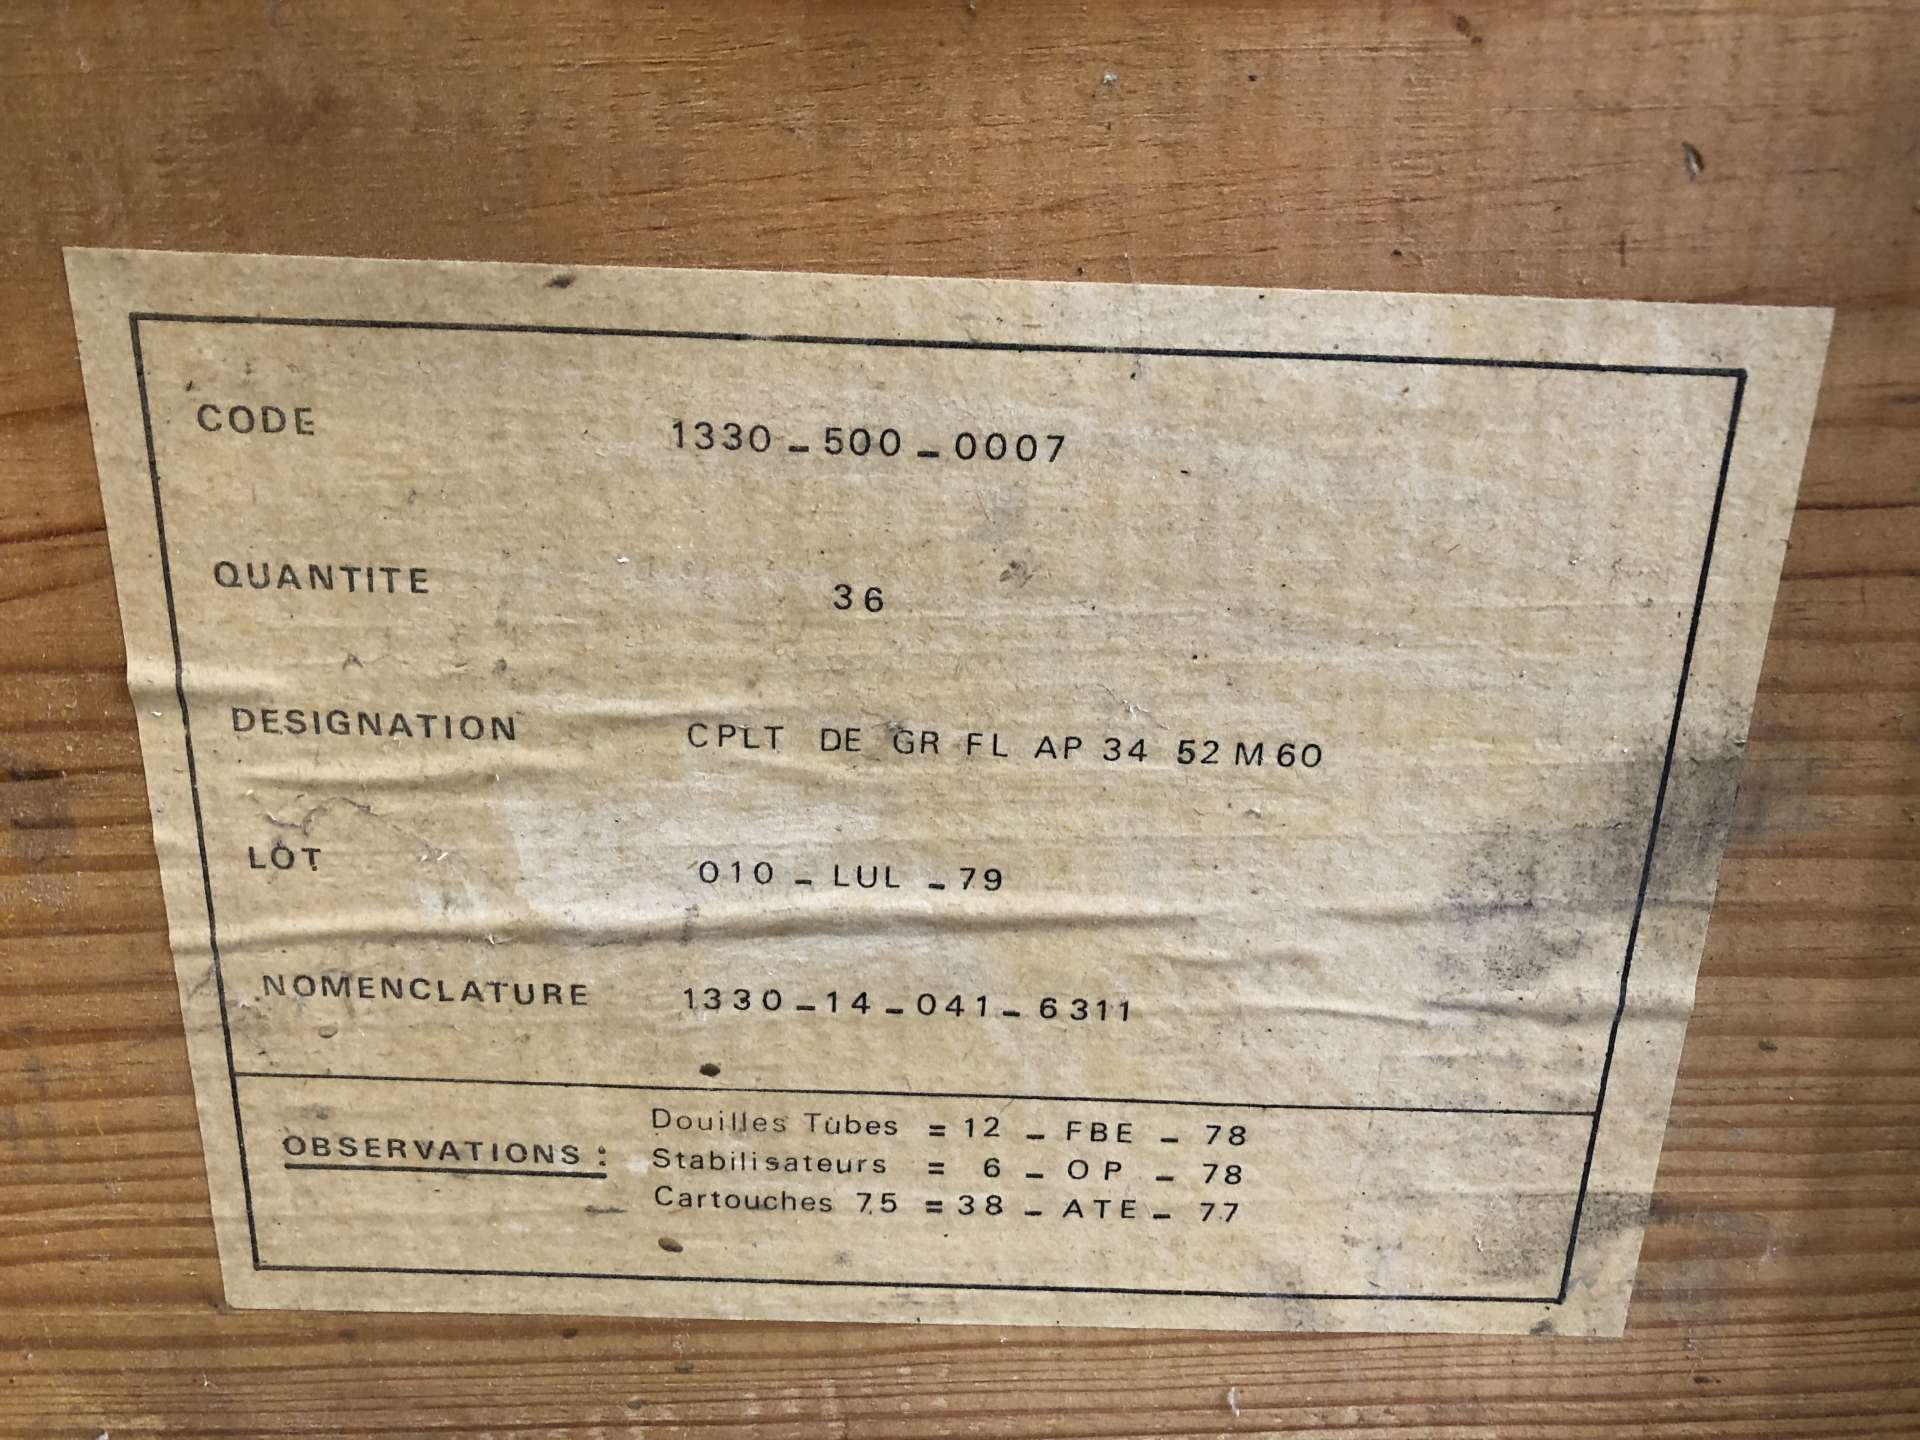 CODE 1330 - 500 - 0007
QUANTITE 36
DESIGNATION CPLT DE GR FL AP 34 52 M 60
LOT 010 - LUL - 79
NOMENCLATURE 1330 - 14 - 041 - 6311
OBSERVATIONS : Douilles Tubes = 12 - FBE - 78
Stabilisateurs = 6 - OP - 78
Cartouches 7,5 = 38 - ATE - 77